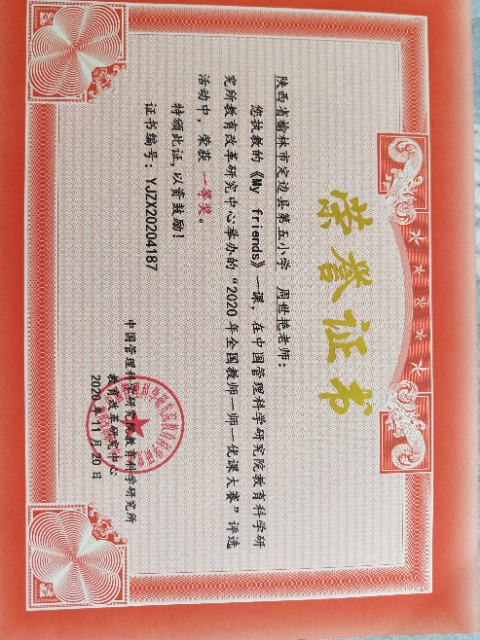 荣誉证书
陕西省榆林市定边县第五小学 周世艳老师：
您执教的《My friends》一课，在中国管理科学研究院教育科学研
究所教育改革研究中心举办的“2020年全国教师一师一优课大赛”评选
活动中，荣获 一等奖。
特颁此证，以资鼓励！
证书编号：YJZX20204187
中国管理科学研究院教育科学研究所
教育改革研究中心
2020年11月20日